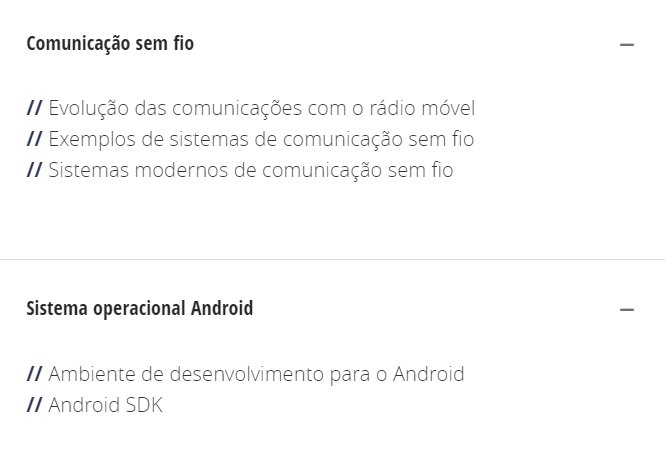 Comunicação sem fio
// Evolução das comunicações com o rádio móvel
// Exemplos de sistemas de comunicação sem fio
// Sistemas modernos de comunicação sem fio
Sistema operacional Android
// Ambiente de desenvolvimento para o Android
// Android SDK